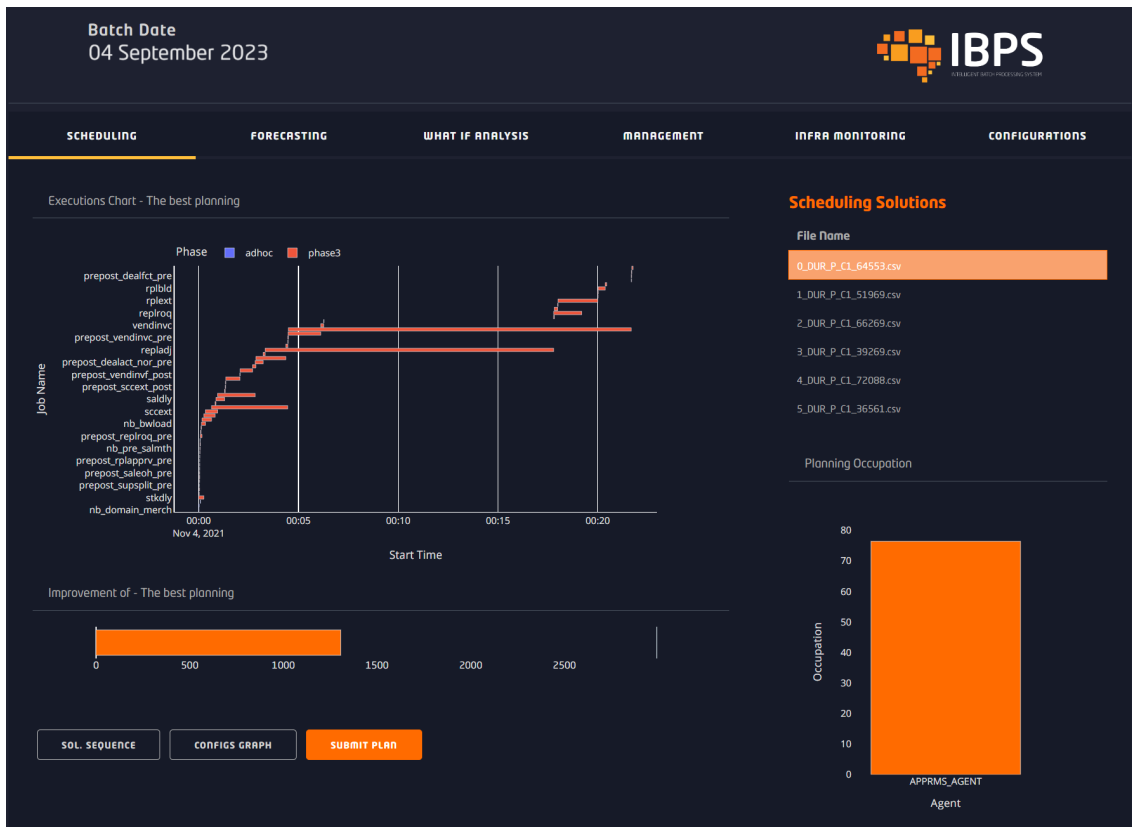 Batch Date
04 September 2023
IBPS
INTELLIGENT BATCH PROCESSING SYSTEM
SCHEDULING
FORECASTING
WHAT IF ANALYSIS
MANAGEMENT
INFRA MONITORING
CONFIGURATIONS
Executions Chart - The best planning
Phase
adhoc
phase3
Job Name
prepost_dealfct_pre
rplbld
rplext
replroq
vendinvc
prepost_vendinvc_pre
repladj
prepost_dealact_nor_pre
prepost_vendinvf_post
prepost_sccext_post
saldly
sccext
nb_bwload
prepost_replroq_pre
nb_pre_salmth
prepost_rplapprv_pre
prepost_saleoh_pre
prepost_supsplit_pre
stkdly
nb_domain_merch
00:00
00:05
00:10
00:15
00:20
Nov 4, 2021
Start Time
Improvement of - The best planning
0
500
1000
1500
2000
2500
SOL. SEQUENCE
CONFIGS GRAPH
SUBMIT PLAN
Scheduling Solutions
File Name
0_DUR_P_C1_64553.csv
1_DUR_P_C1_51969.csv
2_DUR_P_C1_66269.csv
3_DUR_P_C1_39269.csv
4_DUR_P_C1_72088.csv
5_DUR_P_C1_36561.csv
Planning Occupation
Occupation
80
70
60
50
40
30
20
10
0
APPRMS_AGENT
Agent